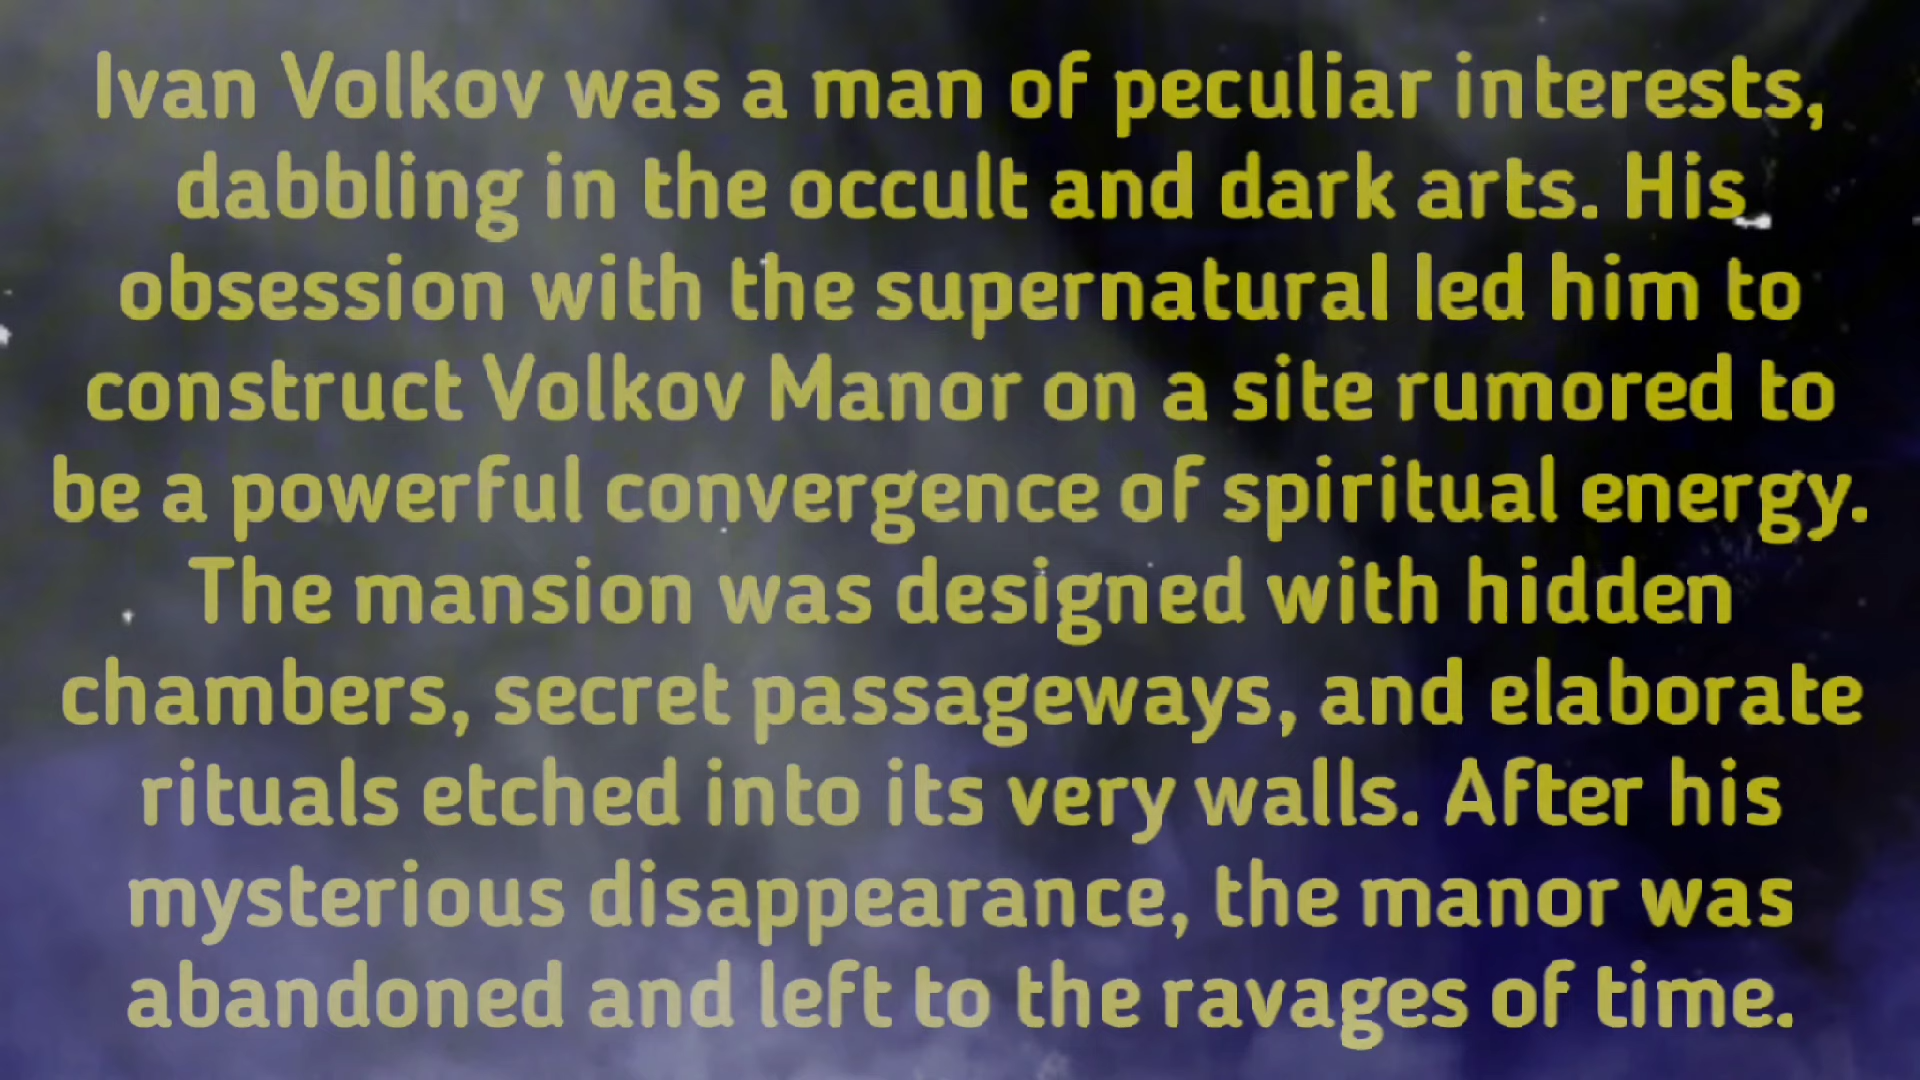 Ivan Volkov was a man of peculiar interests,
dabbling in the occult and dark arts. His
obsession with the supernatural led him to
construct Volkov Manor on a site rumored to
be a powerful convergence of spiritual energy.
The mansion was designed with hidden
chambers, secret passageways, and elaborate
rituals etched into its very walls. After his
mysterious disappearance, the manor was
abandoned and left to the ravages of time.